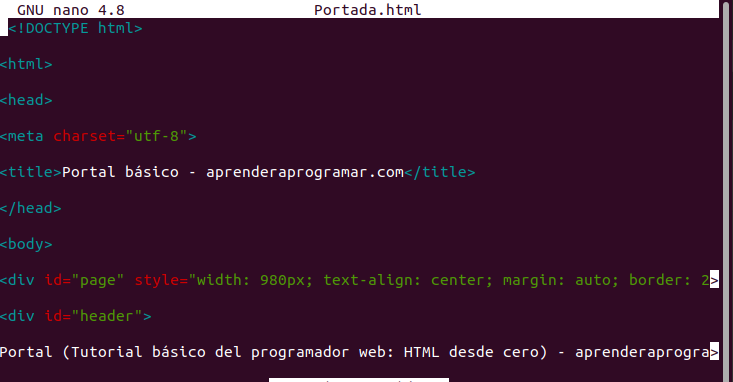 GNU nano 4.8 Portada.html
<!DOCTYPE html>
<html>
<head>
<meta charset="utf-8">
<title>Portal básico - aprenderaprogramar.com</title>
</head>
<body>
<div id="page" style="width: 980px; text-align: center; margin: auto; border: 2>
<div id="header">
Portal (Tutorial básico del programador web: HTML desde cero) - aprenderaprogra>